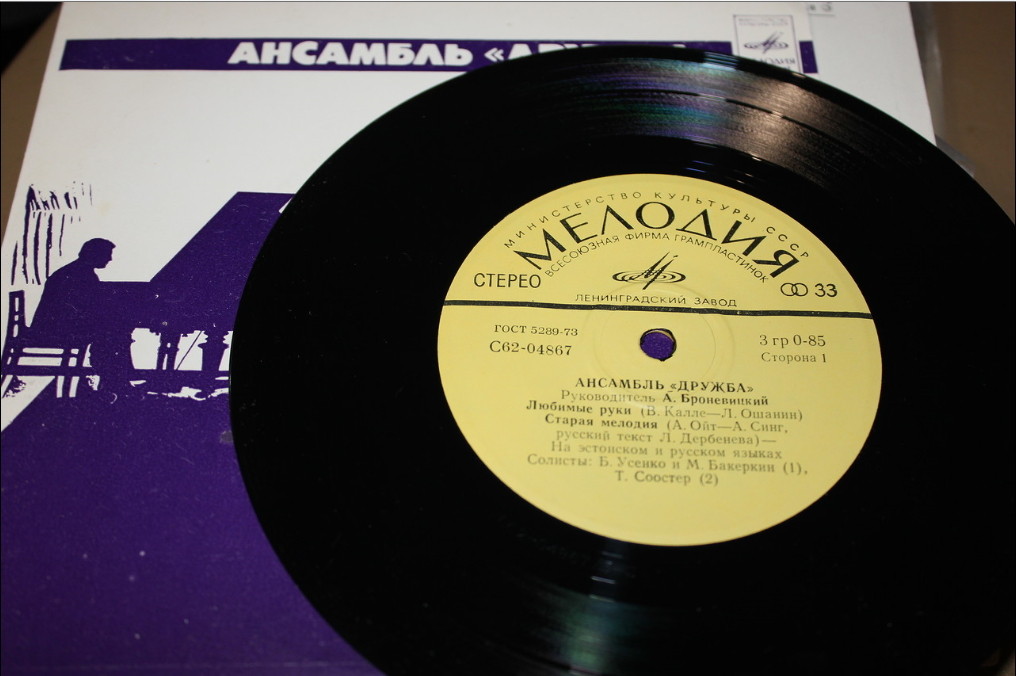 АНСАМБЛЬ «ДРУЖБА»
МИНИСТЕРСТВО КУЛЬТУРЫ СССР
МЕЛОДИЯ
ВСЕСОЮЗНАЯ ФИРМА ГРАМПЛАСТИНОК
СТЕРЕО
33
ЛЕНИНГРАДСКИЙ ЗАВОД
ГОСТ 5289-73
3 гр 0-85
С62-04867
Сторона 1
АНСАМБЛЬ «ДРУЖБА»
Руководитель А. Броневицкий
Любимые руки (В. Калле—Л. Ошанин)
Старая мелодия (А. Ойт—А. Синг,
русский текст Л. Дербенева)—
На эстонском и русском языках
Солисты: Б. Усенко и М. Бакеркин (1),
Т. Соостер (2)